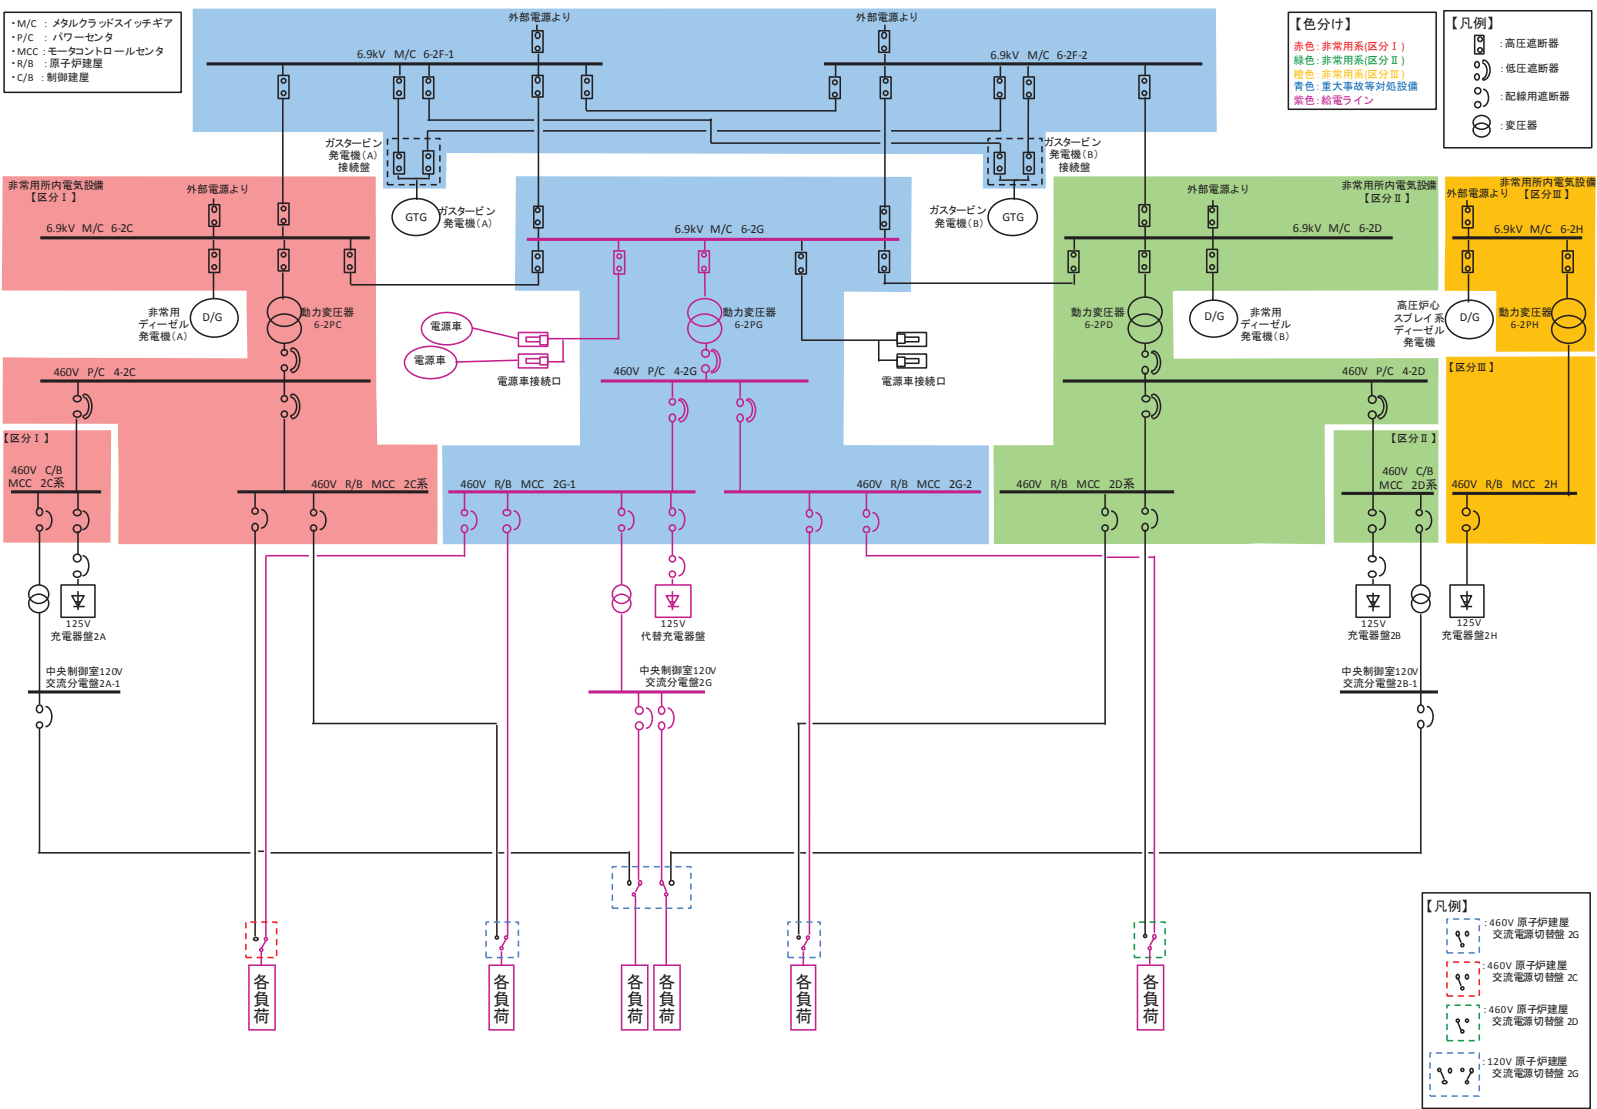 ・M/C ： メタルクラッドスイッチギア
・P/C ： パワーセンタ
・MCC ：モータコントロールセンタ
・R/B ：原子炉建屋
・C/B ：制御建屋
外部電源より
外部電源より
6.9kV M/C 6-2F-1
6.9kV M/C 6-2F-2
【色分け】
赤色：非常用系(区分Ⅰ)
緑色：非常用系(区分Ⅱ)
橙色：非常用系(区分Ⅲ)
青色：重大事故等対処設備
紫色：給電ライン
【凡例】
：高圧遮断器
：低圧遮断器
：配線用遮断器
：変圧器
ガスタービン
発電機(A)
接続盤
ガスタービン
発電機(B)
接続盤
GTG
ガスタービン
発電機(A)
ガスタービン
発電機(B)
GTG
非常用所内電気設備
【区分Ⅰ】
外部電源より
6.9kV M/C 6-2C
6.9kV M/C 6-2G
外部電源より
非常用所内電気設備
【区分Ⅱ】
6.9kV M/C 6-2D
非常用所内電気設備
外部電源より 【区分Ⅲ】
6.9kV M/C 6-2H
非常用
ディーゼル
発電機(A)
D/G
動力変圧器
6-2PC
電源車
電源車
電源車接続口
動力変圧器
6-2PG
電源車接続口
動力変圧器
6-2PD
D/G
非常用
ディーゼル
発電機(B)
高圧炉心
スプレイ系
ディーゼル
発電機
D/G
動力変圧器
6-2PH
460V P/C 4-2C
460V P/C 4-2G
460V P/C 4-2D
【区分Ⅲ】
【区分Ⅰ】
【区分Ⅱ】
460V C/B
MCC 2C系
460V R/B MCC 2C系
460V R/B MCC 2G-1
460V R/B MCC 2G-2
460V R/B MCC 2D系
460V C/B
MCC 2D系
460V R/B MCC 2H
125V
充電器盤2A
125V
代替充電器盤
125V
充電器盤2B
125V
充電器盤2H
中央制御室120V
交流分電盤2A-1
中央制御室120V
交流分電盤2G
中央制御室120V
交流分電盤2B-1
各負荷
各負荷
各負荷
各負荷
各負荷
各負荷
【凡例】
：460V 原子炉建屋
交流電源切替盤 2G
：460V 原子炉建屋
交流電源切替盤 2C
：460V 原子炉建屋
交流電源切替盤 2D
：120V 原子炉建屋
交流電源切替盤 2G